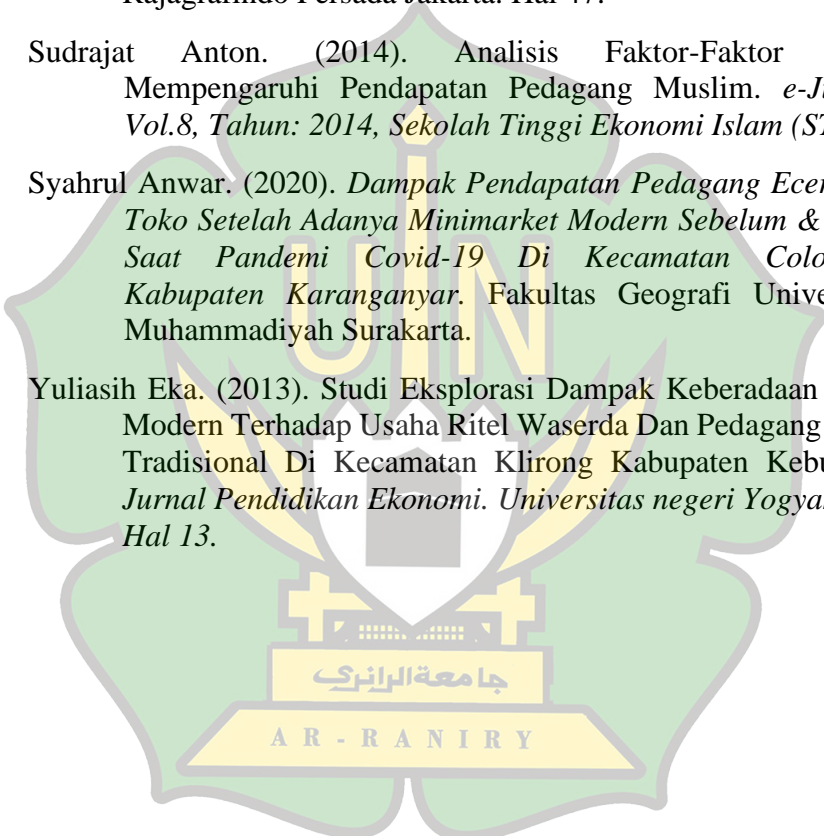 Rajagrafindo Persada Jakarta. Hal 47.
Sudrajat Anton. (2014). Analisis Faktor-Faktor
Mempengaruhi Pendapatan Pedagang Muslim. e-J
Vol.8, Tahun: 2014, Sekolah Tinggi Ekonomi Islam (ST
Syahrul Anwar. (2020). Dampak Pendapatan Pedagang Ecer
Toko Setelah Adanya Minimarket Modern Sebelum &
Saat Pandemi Covid-19 Di Kecamatan Colo
Kabupaten Karanganyar. Fakultas Geografi Unive
Muhammadiyah Surakarta.
Yuliasih Eka. (2013). Studi Eksplorasi Dampak Keberadaan
Modern Terhadap Usaha Ritel Waserda Dan Pedagang
Tradisional Di Kecamatan Klirong Kabupaten Kebu
Jurnal Pendidikan Ekonomi. Universitas negeri Yogya
Hal 13.
UIN
جامعةالرانري
AR-RANIRY